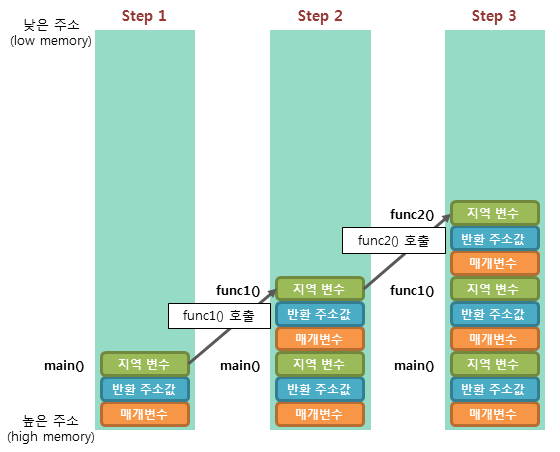 Step 1
Step 2
Step 3
낮은 주소
(low memory)
func2()
지역 변수
func2() 호출
반환 주소값
매개변수
func1()
지역 변수
func1()
지역 변수
func1() 호출
반환 주소값
반환 주소값
매개변수
매개변수
main()
지역 변수
main()
지역 변수
main()
지역 변수
반환 주소값
반환 주소값
반환 주소값
높은 주소
(high memory)
매개변수
매개변수
매개변수